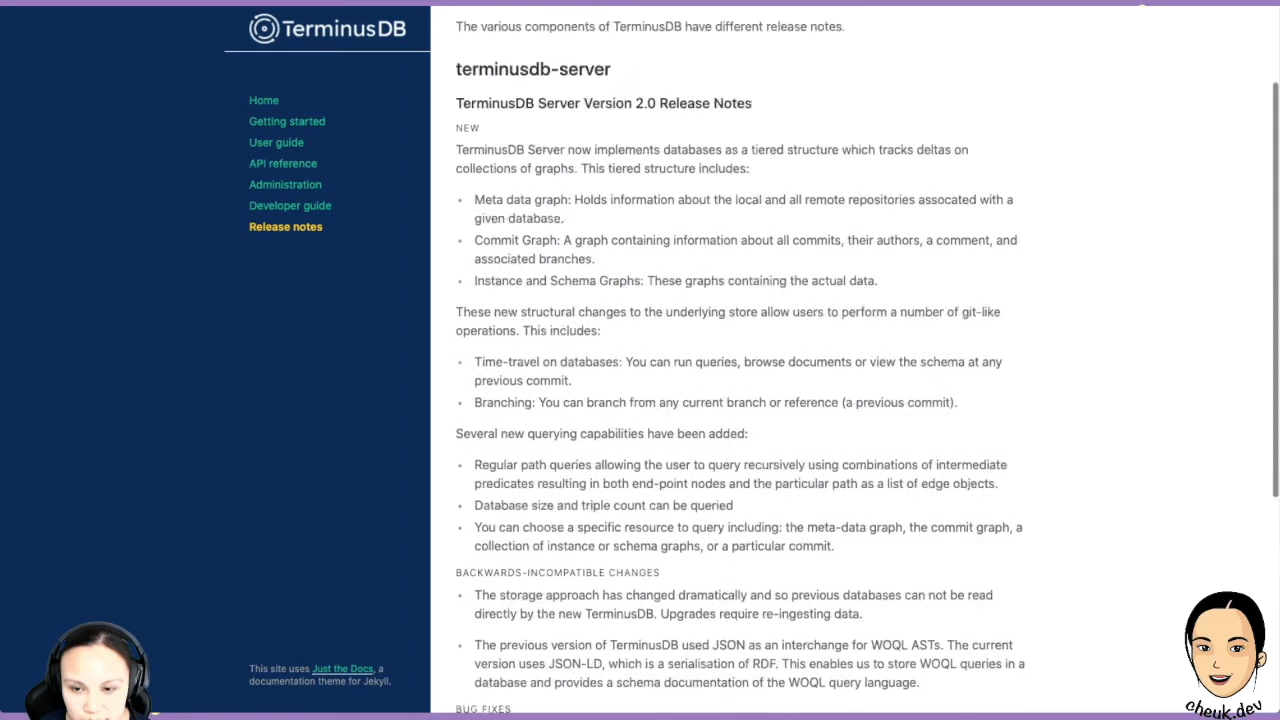 TerminusDB
Home
Getting started
User guide
API reference
Administration
Developer guide
Release notes
This site uses Just the Docs, a
documentation theme for Jekyll.
The various components of TerminusDB have different release notes.
terminusdb-server
TerminusDB Server Version 2.0 Release Notes
NEW
TerminusDB Server now implements databases as a tiered structure which tracks deltas on
collections of graphs. This tiered structure includes:
Meta data graph: Holds information about the local and all remote repositories assocated with a
given database.
Commit Graph: A graph containing information about all commits, their authors, a comment, and
associated branches.
Instance and Schema Graphs: These graphs containing the actual data.
These new structural changes to the underlying store allow users to perform a number of git-like
operations. This includes:
Time-travel on databases: You can run queries, browse documents or view the schema at any
previous commit.
Branching: You can branch from any current branch or reference (a previous commit).
Several new querying capabilities have been added:
Regular path queries allowing the user to query recursively using combinations of intermediate
predicates resulting in both end-point nodes and the particular path as a list of edge objects.
Database size and triple count can be queried
You can choose a specific resource to query including: the meta-data graph, the commit graph, a
collection of instance or schema graphs, or a particular commit.
BACKWARDS-INCOMPATIBLE CHANGES
The storage approach has changed dramatically and so previous databases can not be read
directly by the new TerminusDB. Upgrades require re-ingesting data.
The previous version of TerminusDB used JSON as an interchange for WOQL ASTs. The current
version uses JSON-LD, which is a serialisation of RDF. This enables us to store WOQL queries in a
database and provides a schema documentation of the WOQL query language.
BUG FIXES
cheuk.dev